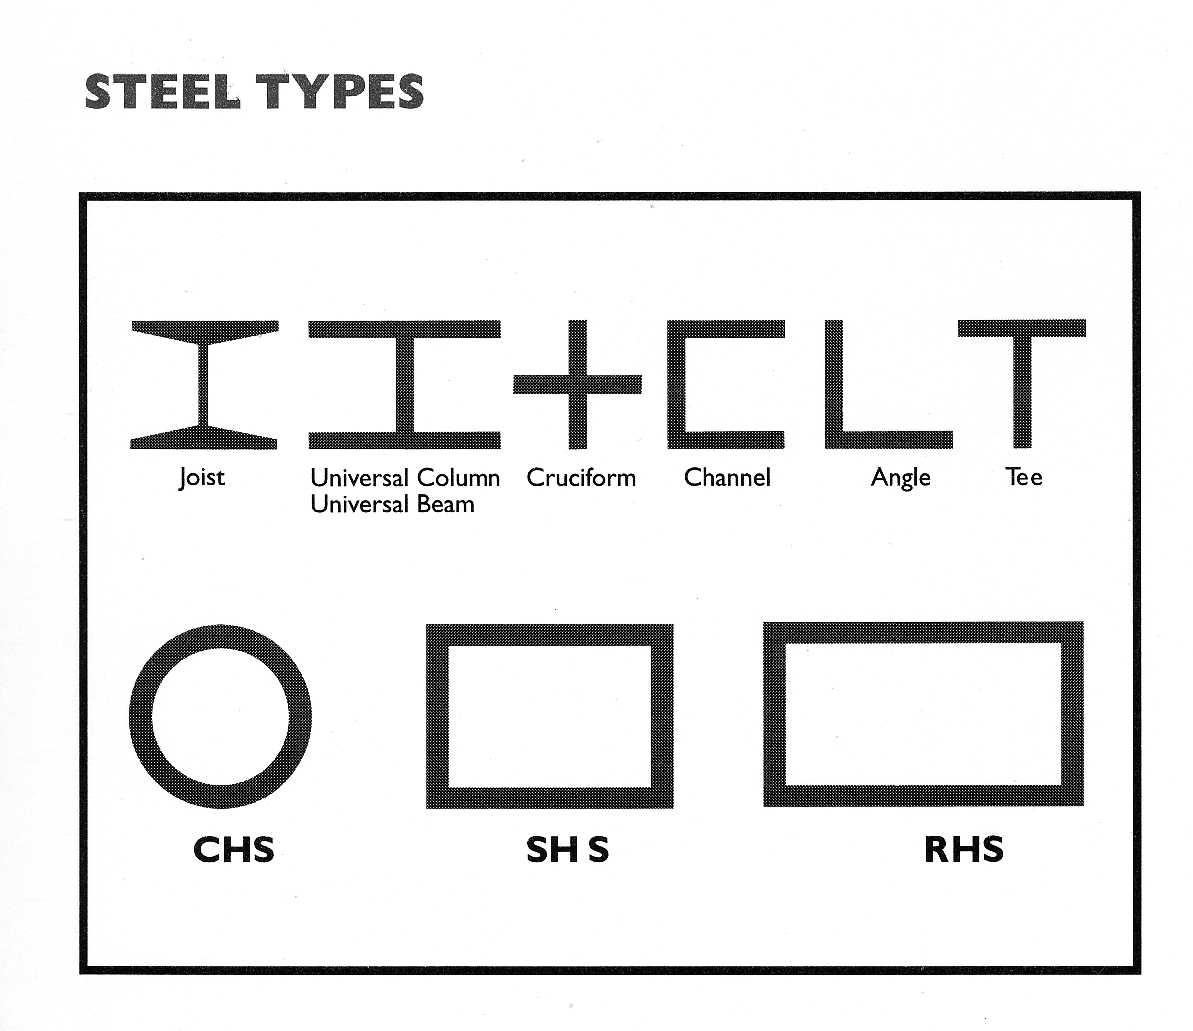 STEEL TYPES
Joist
Universal Column
Universal Beam
Cruciform
Channel
Angle
Tee
CHS
SH S
RHS